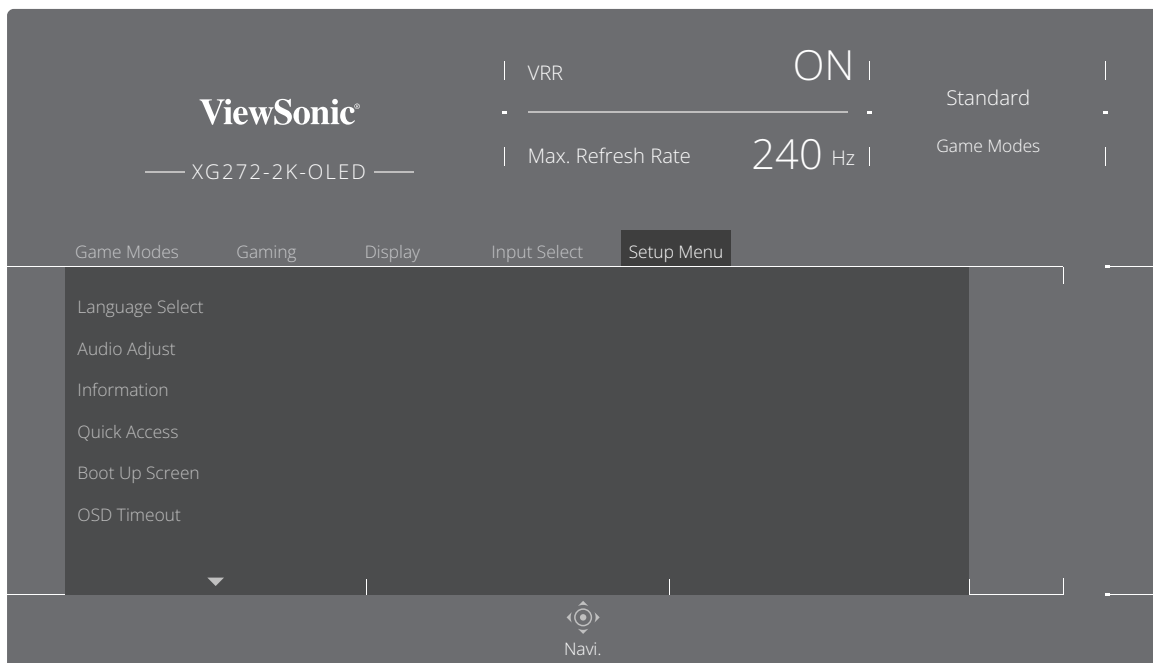 ViewSonic®
XG272-2K-OLED
VRR ON
Max. Refresh Rate 240 Hz
Standard
Game Modes
Game Modes Gaming Display Input Select Setup Menu
Language Select
Audio Adjust
Information
Quick Access
Boot Up Screen
OSD Timeout
Navi.